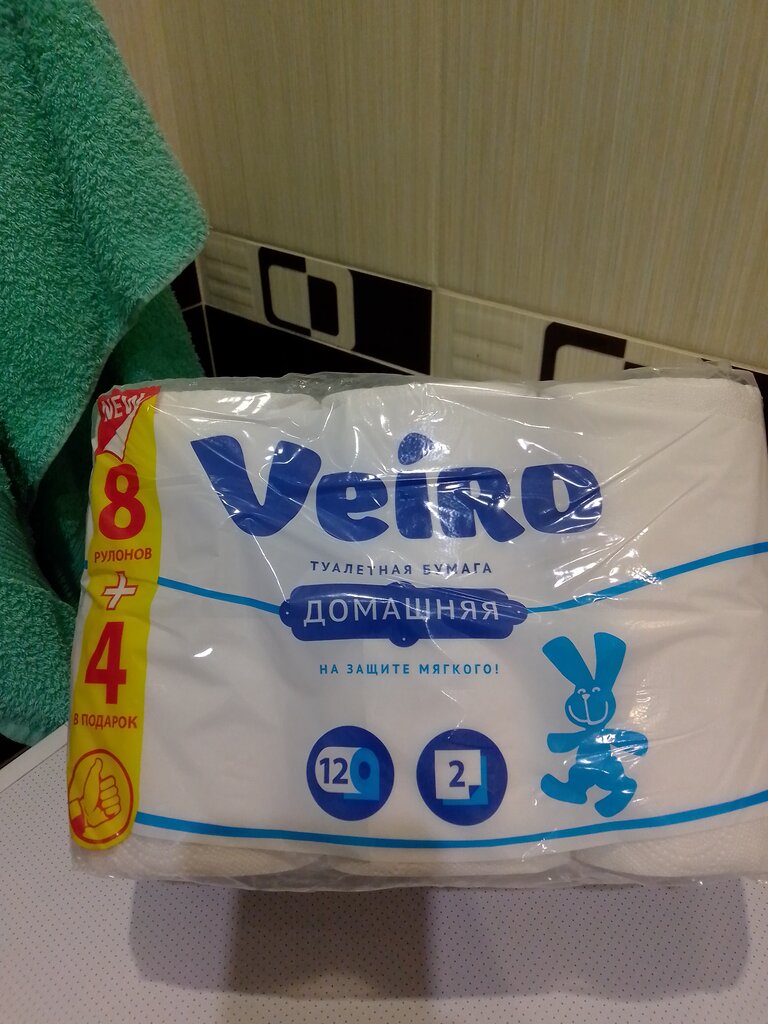 NEW
8
РУЛОНОВ
+
4
В ПОДАРОК
Veiro
ТУАЛЕТНАЯ БУМАГА
ДОМАШНЯЯ
НА ЗАЩИТЕ МЯГКОГО!
12
2